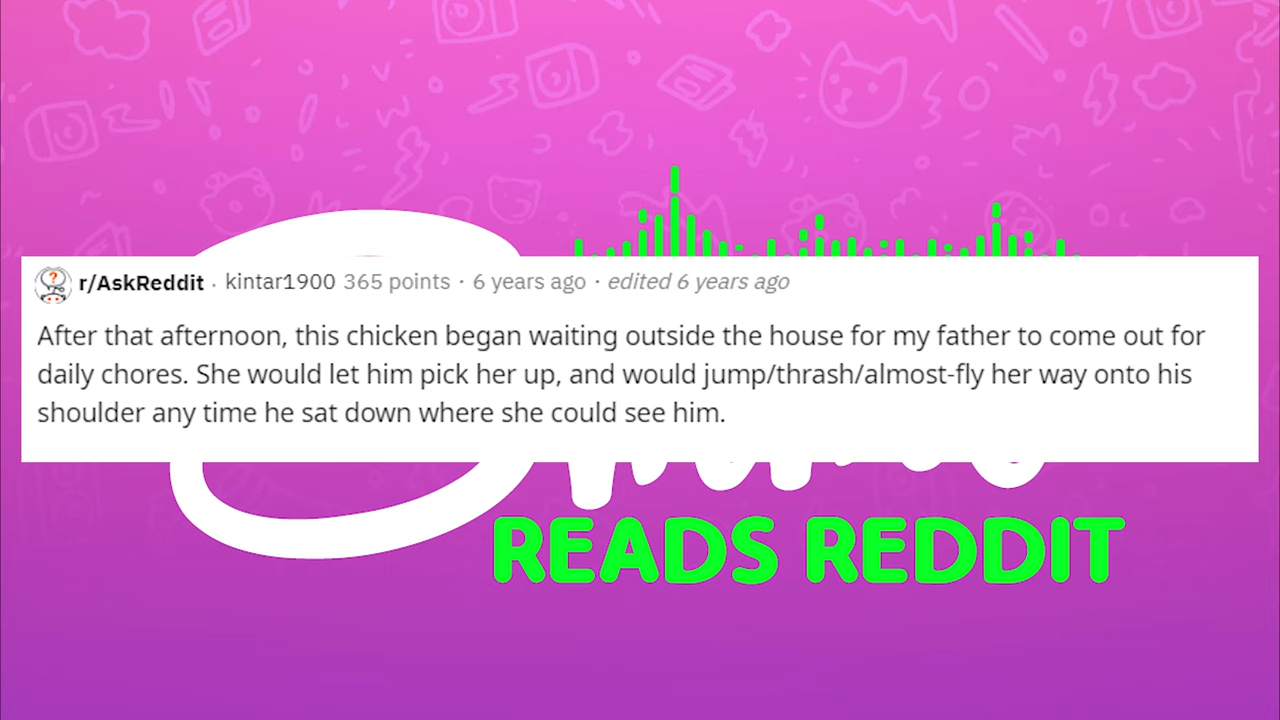 r/AskReddit · kintar1900 365 points · 6 years ago · edited 6 years ago
After that afternoon, this chicken began waiting outside the house for my father to come out for
daily chores. She would let him pick her up, and would jump/thrash/almost-fly her way onto his
shoulder any time he sat down where she could see him.
READS REDDIT